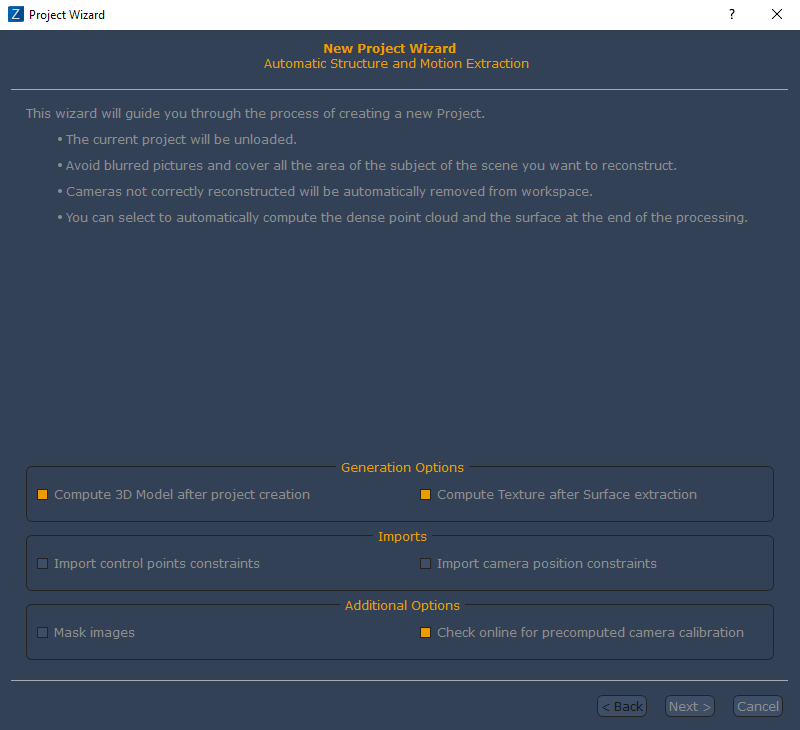 Z Project Wizard ?
New Project Wizard
Automatic Structure and Motion Extraction
This wizard will guide you through the process of creating a new Project.
• The current project will be unloaded.
• Avoid blurred pictures and cover all the area of the subject of the scene you want to reconstruct.
• Cameras not correctly reconstructed will be automatically removed from workspace.
• You can select to automatically compute the dense point cloud and the surface at the end of the processing.
Generation Options
Compute 3D Model after project creation Compute Texture after Surface extraction
Imports
Import control points constraints Import camera position constraints
Additional Options
Mask images Check online for precomputed camera calibration
< Back Next > Cancel